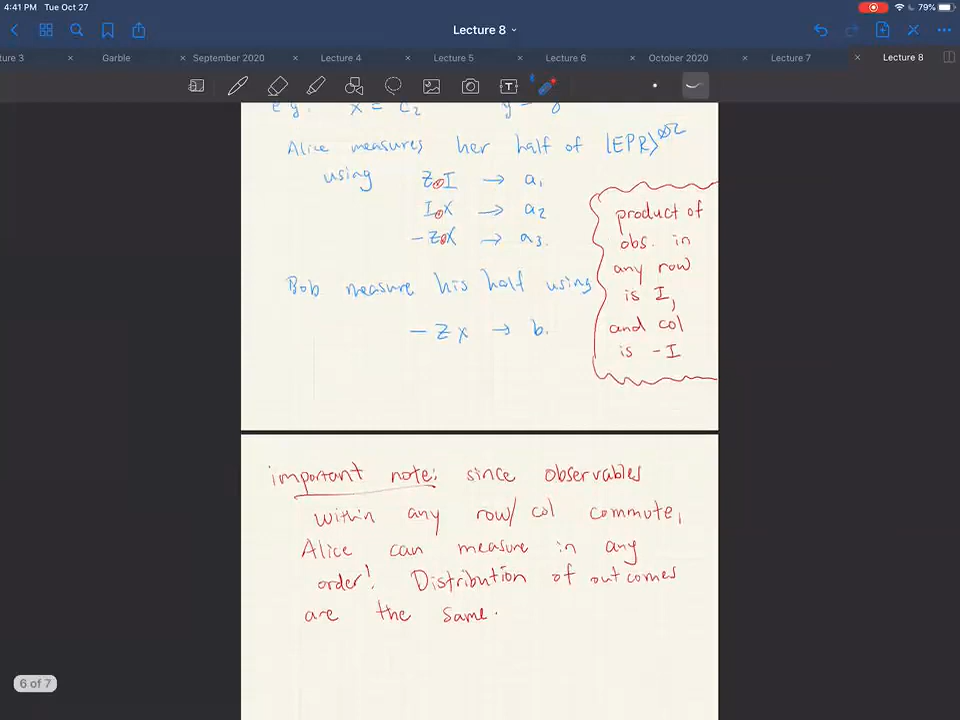 4:41 PM Tue Oct 27
79%
Lecture 8
ure 3
Garble
September 2020
Lecture 4
Lecture 5
Lecture 6
October 2020
Lecture 7
Lecture 8
e.g. x = c₂ y = 8
Alice measures her half of |EPR⟩⊗2
using Z⊗I → a₁
I⊗X → a₂
-Z⊗X → a₃.
Bob measure his half using
- Z X → b.
product of
obs. in
any row
is I,
and col
is -I
important note: since observables
within any row/col commute,
Alice can measure in any
order! Distribution of outcomes
are the same.
6 of 7